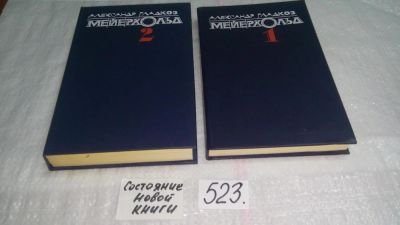 АЛЕКСАНДР ГЛАДКОВ
МЕЙЕРХОЛЬД
2
АЛЕКСАНДР ГЛАДКОВ
МЕЙЕРХОЛЬД
1
Состояние
новой
книги
523.